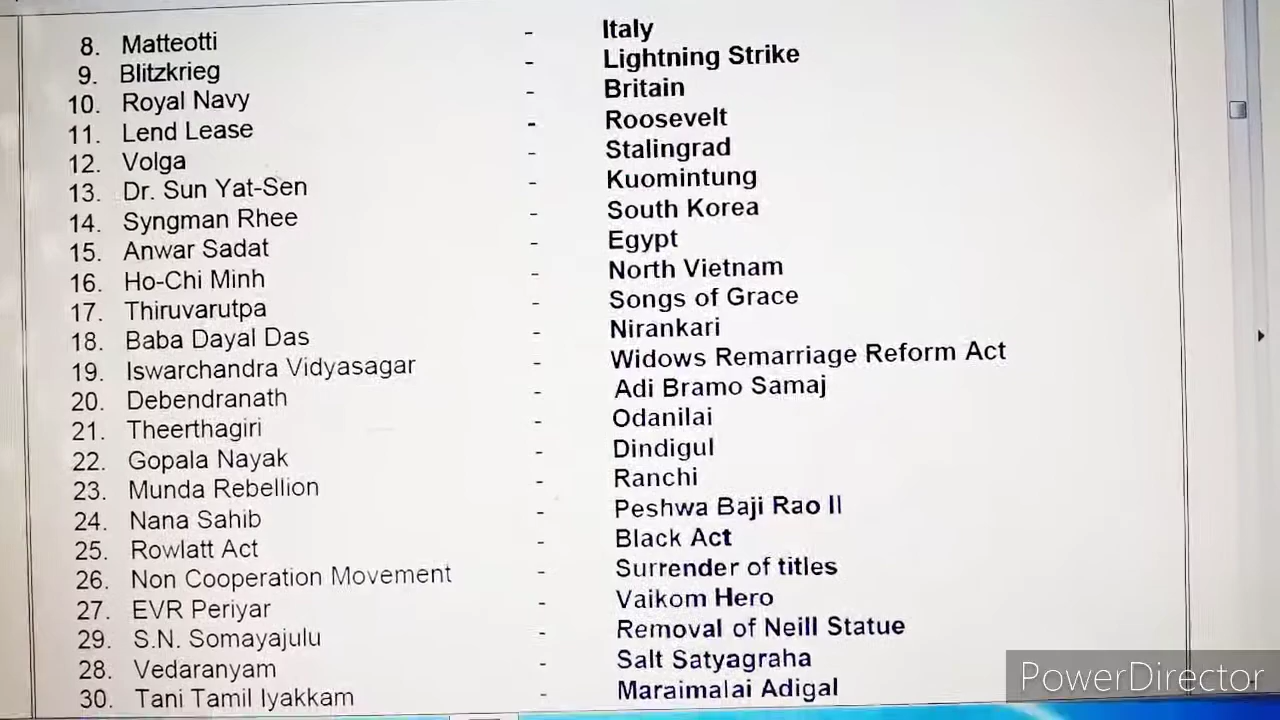 8. Matteotti - Italy
9. Blitzkrieg - Lightning Strike
10. Royal Navy - Britain
11. Lend Lease - Roosevelt
12. Volga - Stalingrad
13. Dr. Sun Yat-Sen - Kuomintung
14. Syngman Rhee - South Korea
15. Anwar Sadat - Egypt
16. Ho-Chi Minh - North Vietnam
17. Thiruvarutpa - Songs of Grace
18. Baba Dayal Das - Nirankari
19. Iswarchandra Vidyasagar - Widows Remarriage Reform Act
20. Debendranath - Adi Bramo Samaj
21. Theerthagiri - Odanilai
22. Gopala Nayak - Dindigul
23. Munda Rebellion - Ranchi
24. Nana Sahib - Peshwa Baji Rao II
25. Rowlatt Act - Black Act
26. Non Cooperation Movement - Surrender of titles
27. EVR Periyar - Vaikom Hero
29. S.N. Somayajulu - Removal of Neill Statue
28. Vedaranyam - Salt Satyagraha
30. Tani Tamil Iyakkam - Maraimalai Adigal
PowerDirector